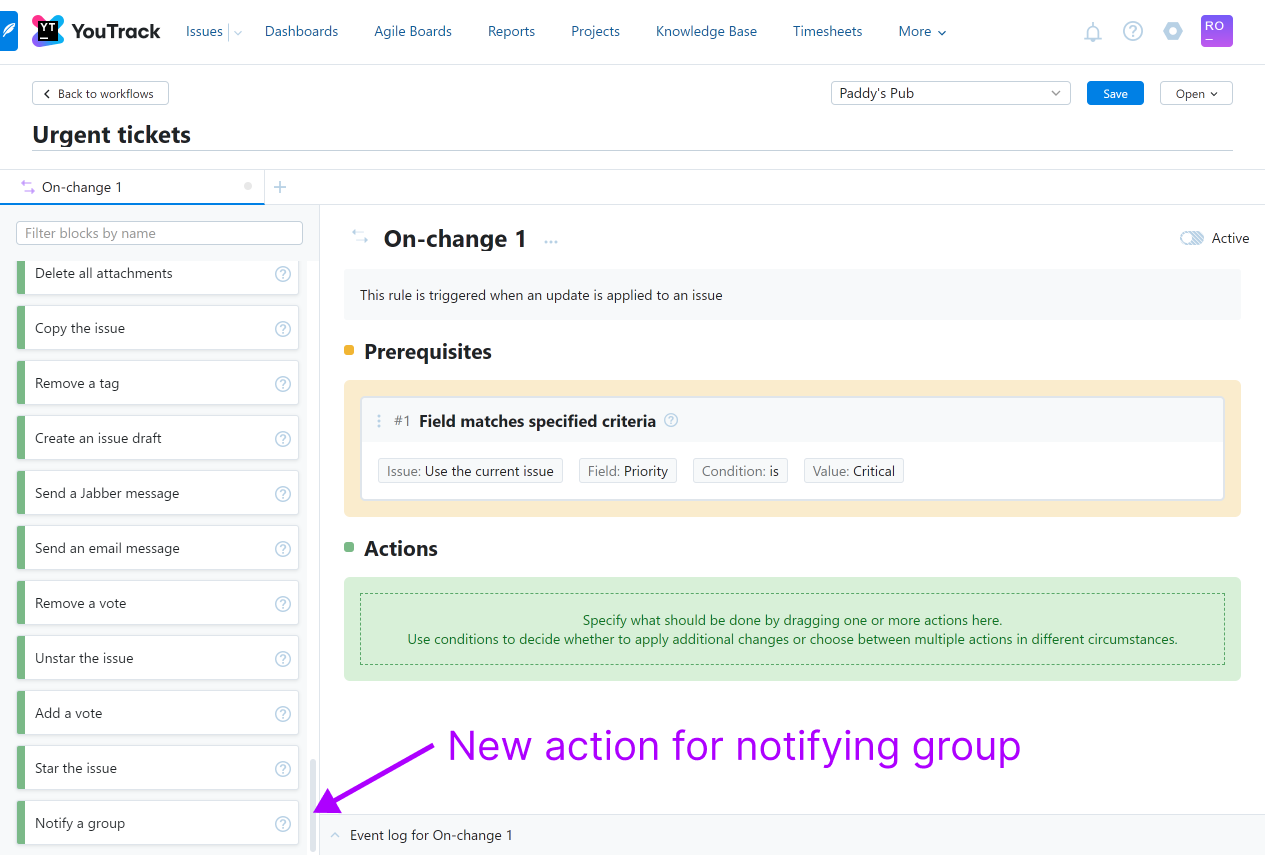 YT
YouTrack
Issues
Dashboards
Agile Boards
Reports
Projects
Knowledge Base
Timesheets
More
RO
Back to workflows
Paddy's Pub
Save
Open
Urgent tickets
On-change 1
Filter blocks by name
Delete all attachments
Copy the issue
Remove a tag
Create an issue draft
Send a Jabber message
Send an email message
Remove a vote
Unstar the issue
Add a vote
Star the issue
Notify a group
On-change 1 ...
Active
This rule is triggered when an update is applied to an issue
Prerequisites
#1 Field matches specified criteria
Issue: Use the current issue
Field: Priority
Condition: is
Value: Critical
Actions
Specify what should be done by dragging one or more actions here.
Use conditions to decide whether to apply additional changes or choose between multiple actions in different circumstances.
New action for notifying group
Event log for On-change 1